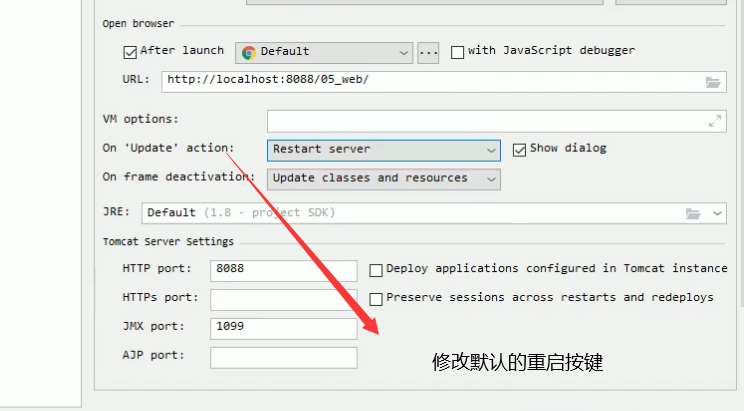 Open browser
After launch Default ... with JavaScript debugger
URL: http://localhost:8088/05_web/
VM options:
On 'Update' action: Restart server Show dialog
On frame deactivation: Update classes and resources
JRE: Default (1.8 - project SDK)
Tomcat Server Settings
HTTP port: 8088 Deploy applications configured in Tomcat instance
HTTPs port: Preserve sessions across restarts and redeploys
JMX port: 1099
AJP port:
修改默认的重启按键